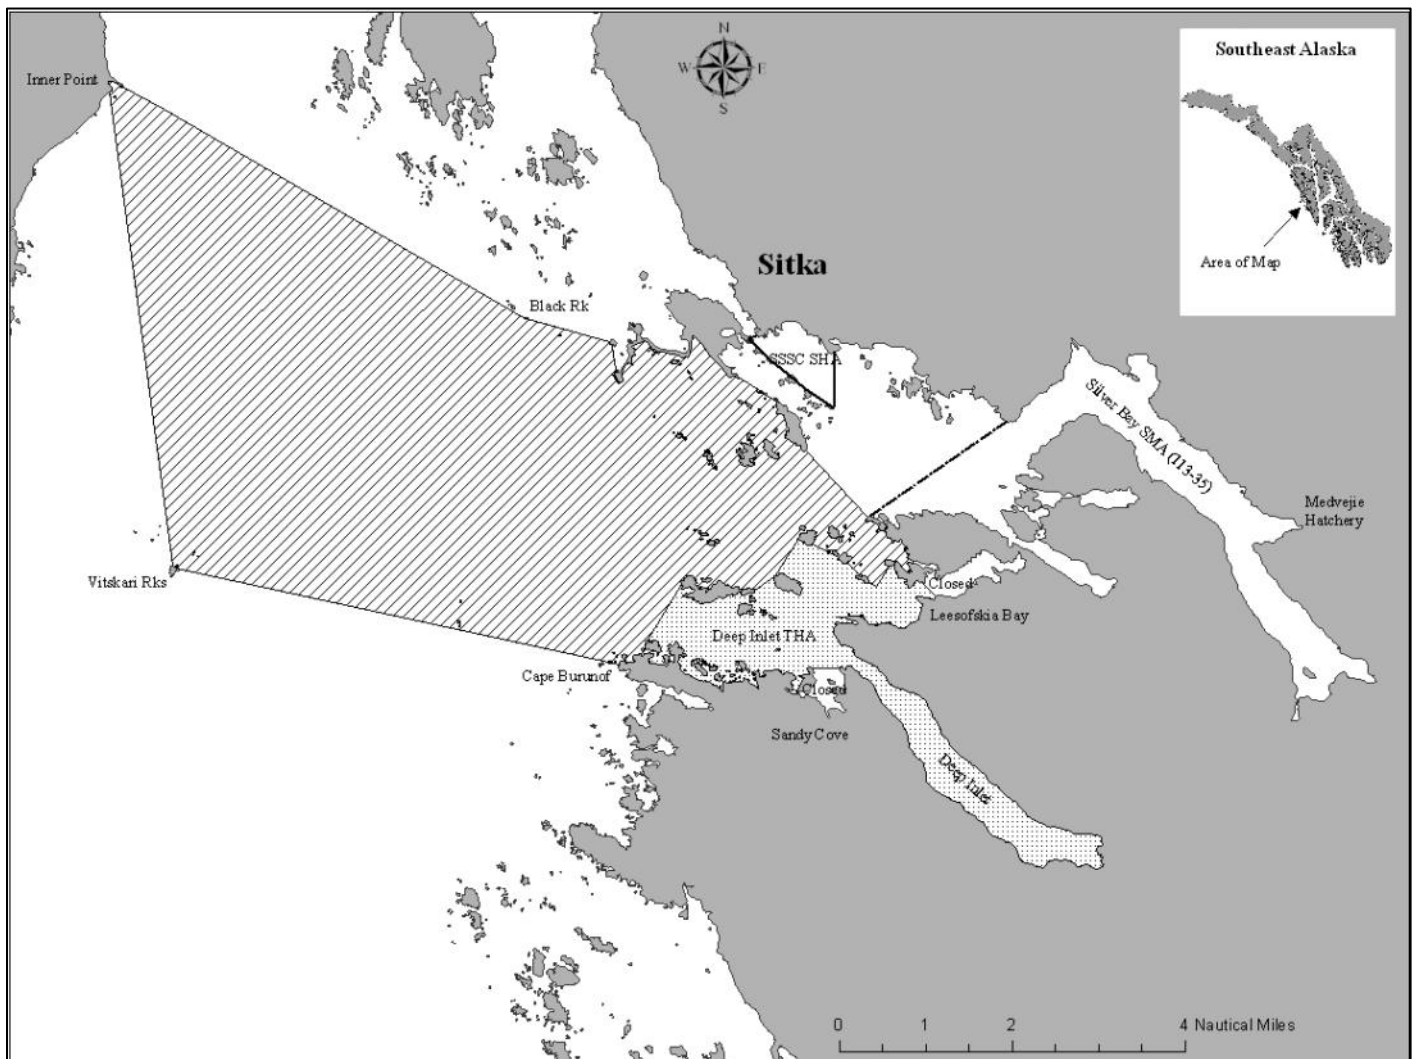 N
W E
S
Southeast Alaska
Area of Map
Inner Point
Sitka
Black Rk
SSSC SHA
Silver Bay SMA (113-35)
Medvejie
Hatchery
Vitskari Rks
Closed
Leesofskia Bay
Deep Inlet THA
Cape Burunof
Closed
Sandy Cove
Deep Inlet
0 1 2 4 Nautical Miles